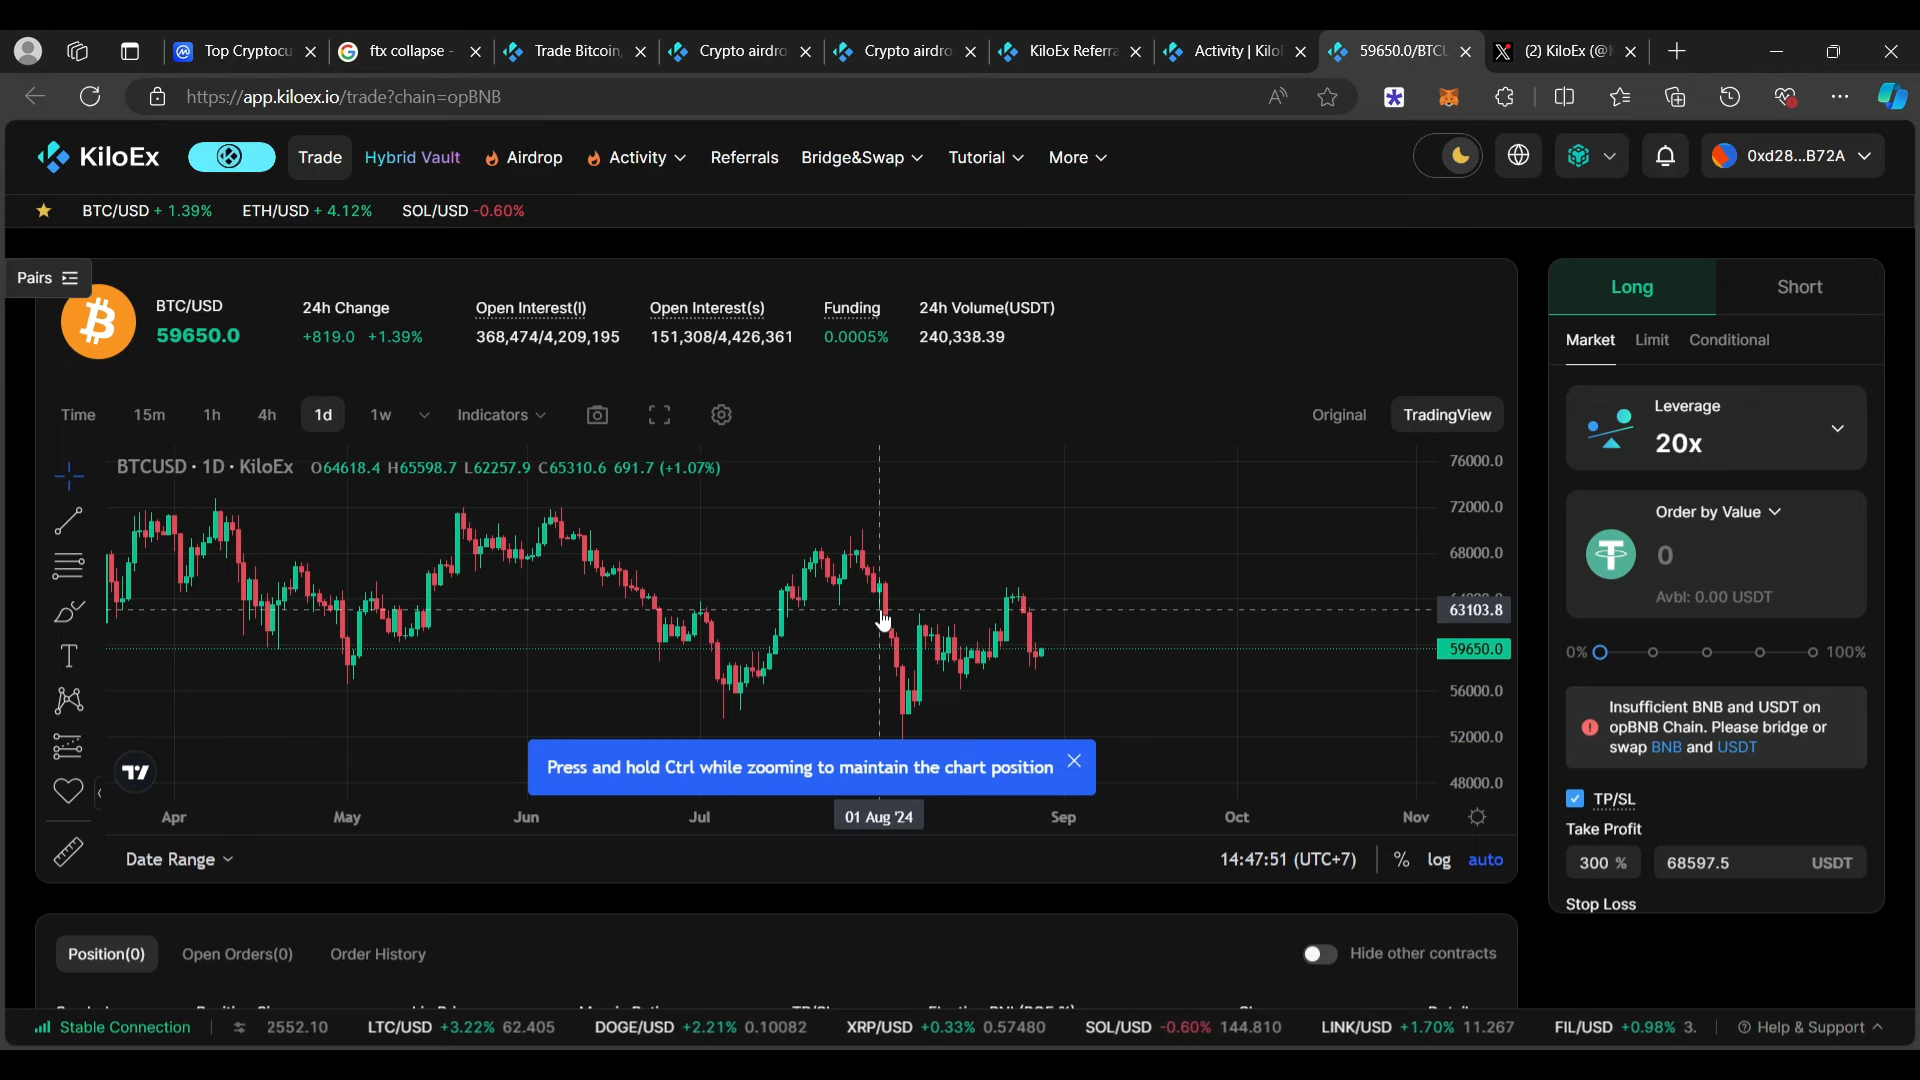 Top Cryptocu
ftx collapse -
Trade Bitcoin,
Crypto airdro
Crypto airdro
KiloEx Referra
Activity | Kilo
59650.0/BTCU
(2) KiloEx (@
https://app.kiloex.io/trade?chain=opBNB
KiloEx
Trade
Hybrid Vault
Airdrop
Activity
Referrals
Bridge&Swap
Tutorial
More
0xd28...B72A
BTC/USD + 1.39%
ETH/USD + 4.12%
SOL/USD -0.60%
Pairs
BTC/USD
59650.0
24h Change
+819.0 +1.39%
Open Interest(l)
368,474/4,209,195
Open Interest(s)
151,308/4,426,361
Funding
0.0005%
24h Volume(USDT)
240,338.39
Time 15m 1h 4h 1d 1w Indicators
Original TradingView
BTCUSD · 1D · KiloEx O64618.4 H65598.7 L62257.9 C65310.6 691.7 (+1.07%)
76000.0
72000.0
68000.0
63103.8
59650.0
56000.0
52000.0
48000.0
Press and hold Ctrl while zooming to maintain the chart position
Apr May Jun Jul 01 Aug '24 Sep Oct Nov
Date Range
14:47:51 (UTC+7) % log auto
Long Short
Market Limit Conditional
Leverage
20x
Order by Value
0
Avbl: 0.00 USDT
0% 100%
Insufficient BNB and USDT on
opBNB Chain. Please bridge or
swap BNB and USDT
TP/SL
Take Profit
300 % 68597.5 USDT
Stop Loss
Position(0) Open Orders(0) Order History
Hide other contracts
Stable Connection
2552.10
LTC/USD +3.22% 62.405
DOGE/USD +2.21% 0.10082
XRP/USD +0.33% 0.57480
SOL/USD -0.60% 144.810
LINK/USD +1.70% 11.267
FIL/USD +0.98% 3.
Help & Support